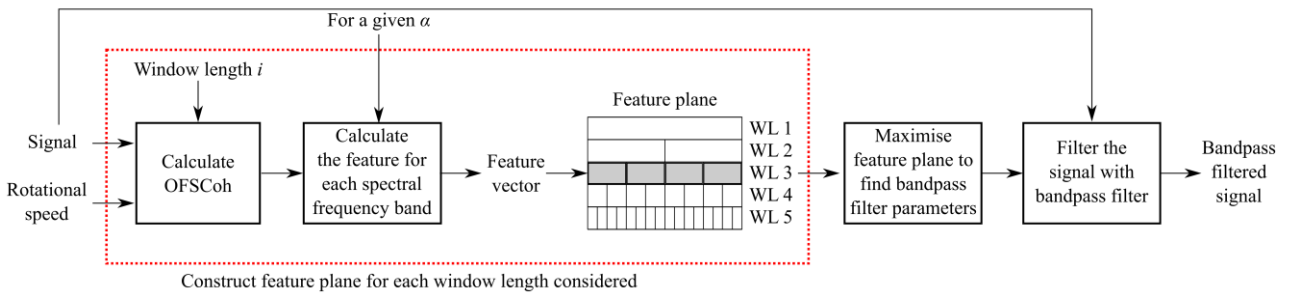 For a given α
Window length i
Signal
Rotational
speed
Calculate
OFSCoh
Calculate
the feature for
each spectral
frequency band
Feature
vector
Feature plane
WL 1
WL 2
WL 3
WL 4
WL 5
Maximise
feature plane to
find bandpass
filter parameters
Filter the
signal with
bandpass filter
Bandpass
filtered
signal
Construct feature plane for each window length considered